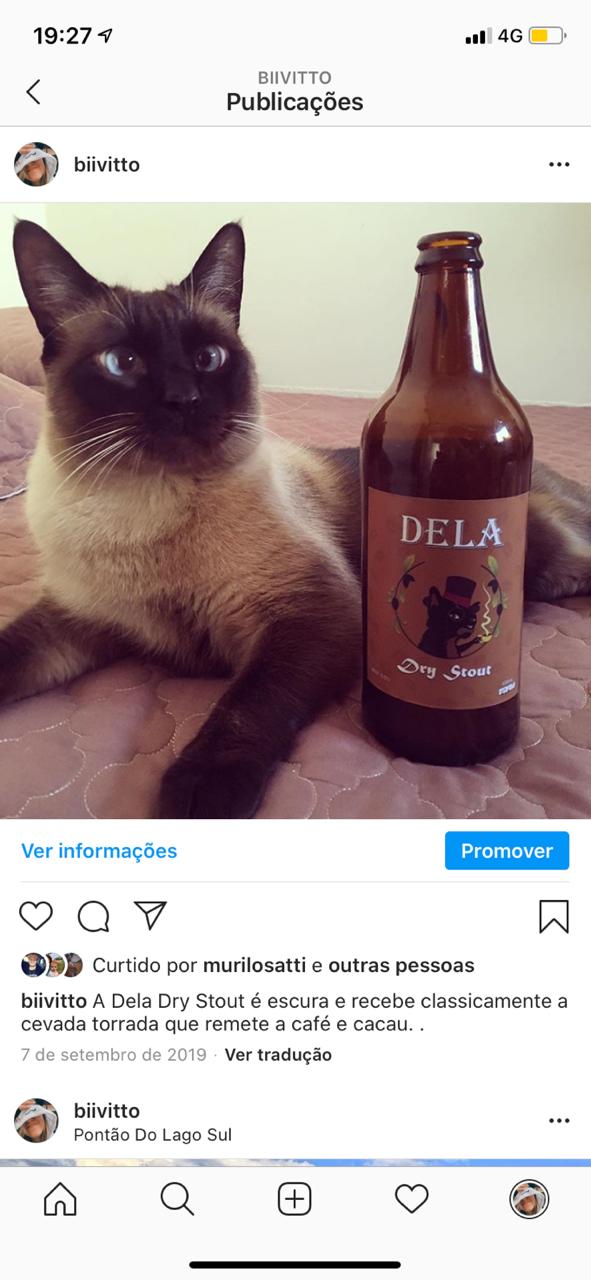 19:27
4G
BIIVITTO
Publicações
biivitto
DELA
Dry Stout
Ver informações
Promover
Curtido por murilosatti e outras pessoas
biivitto A Dela Dry Stout é escura e recebe classicamente a
cevada torrada que remete a café e cacau. .
7 de setembro de 2019 · Ver tradução
biivitto
Pontão Do Lago Sul